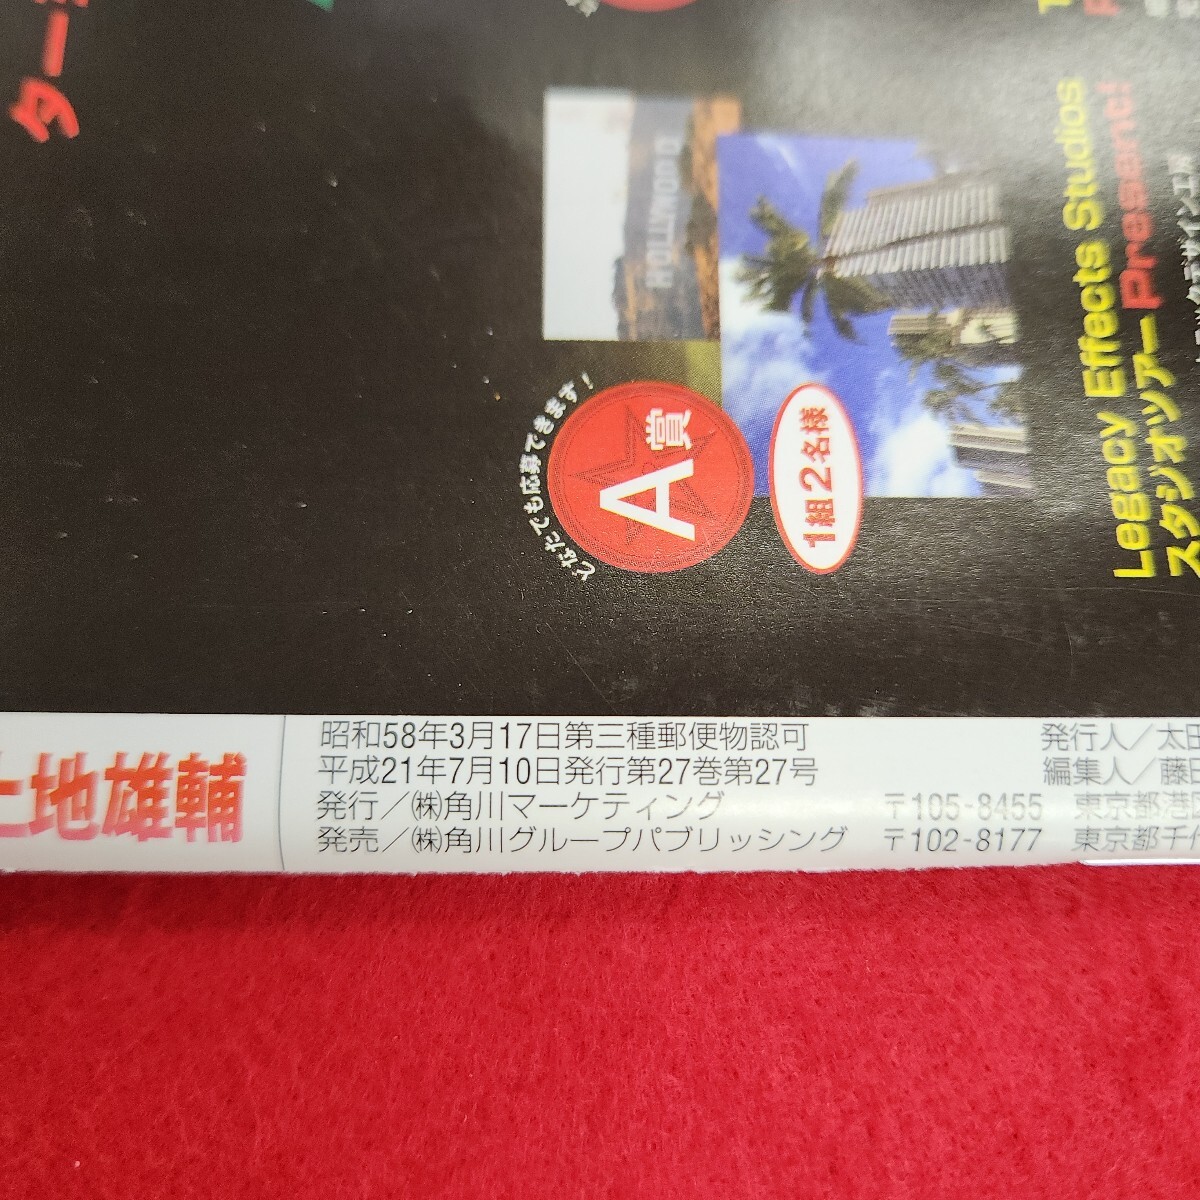 ター
HOLLYWOOD
どなたでも応募できます!
A賞
1組2名様
Legacy Effects Studios
スタジオツアー Present!
地雄輔
昭和58年3月17日第三種郵便物認可
平成21年7月10日発行第27巻第27号
発行／㈱角川マーケティング 〒105-8455 東京都港
発売／㈱角川グループパブリッシング 〒102-8177 東京都千
発行人／太田
編集人／藤田